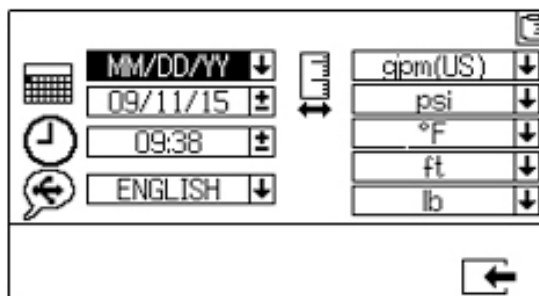 MM/DD/YY
09/11/15
09:38
ENGLISH
gpm(US)
psi
°F
ft
lb